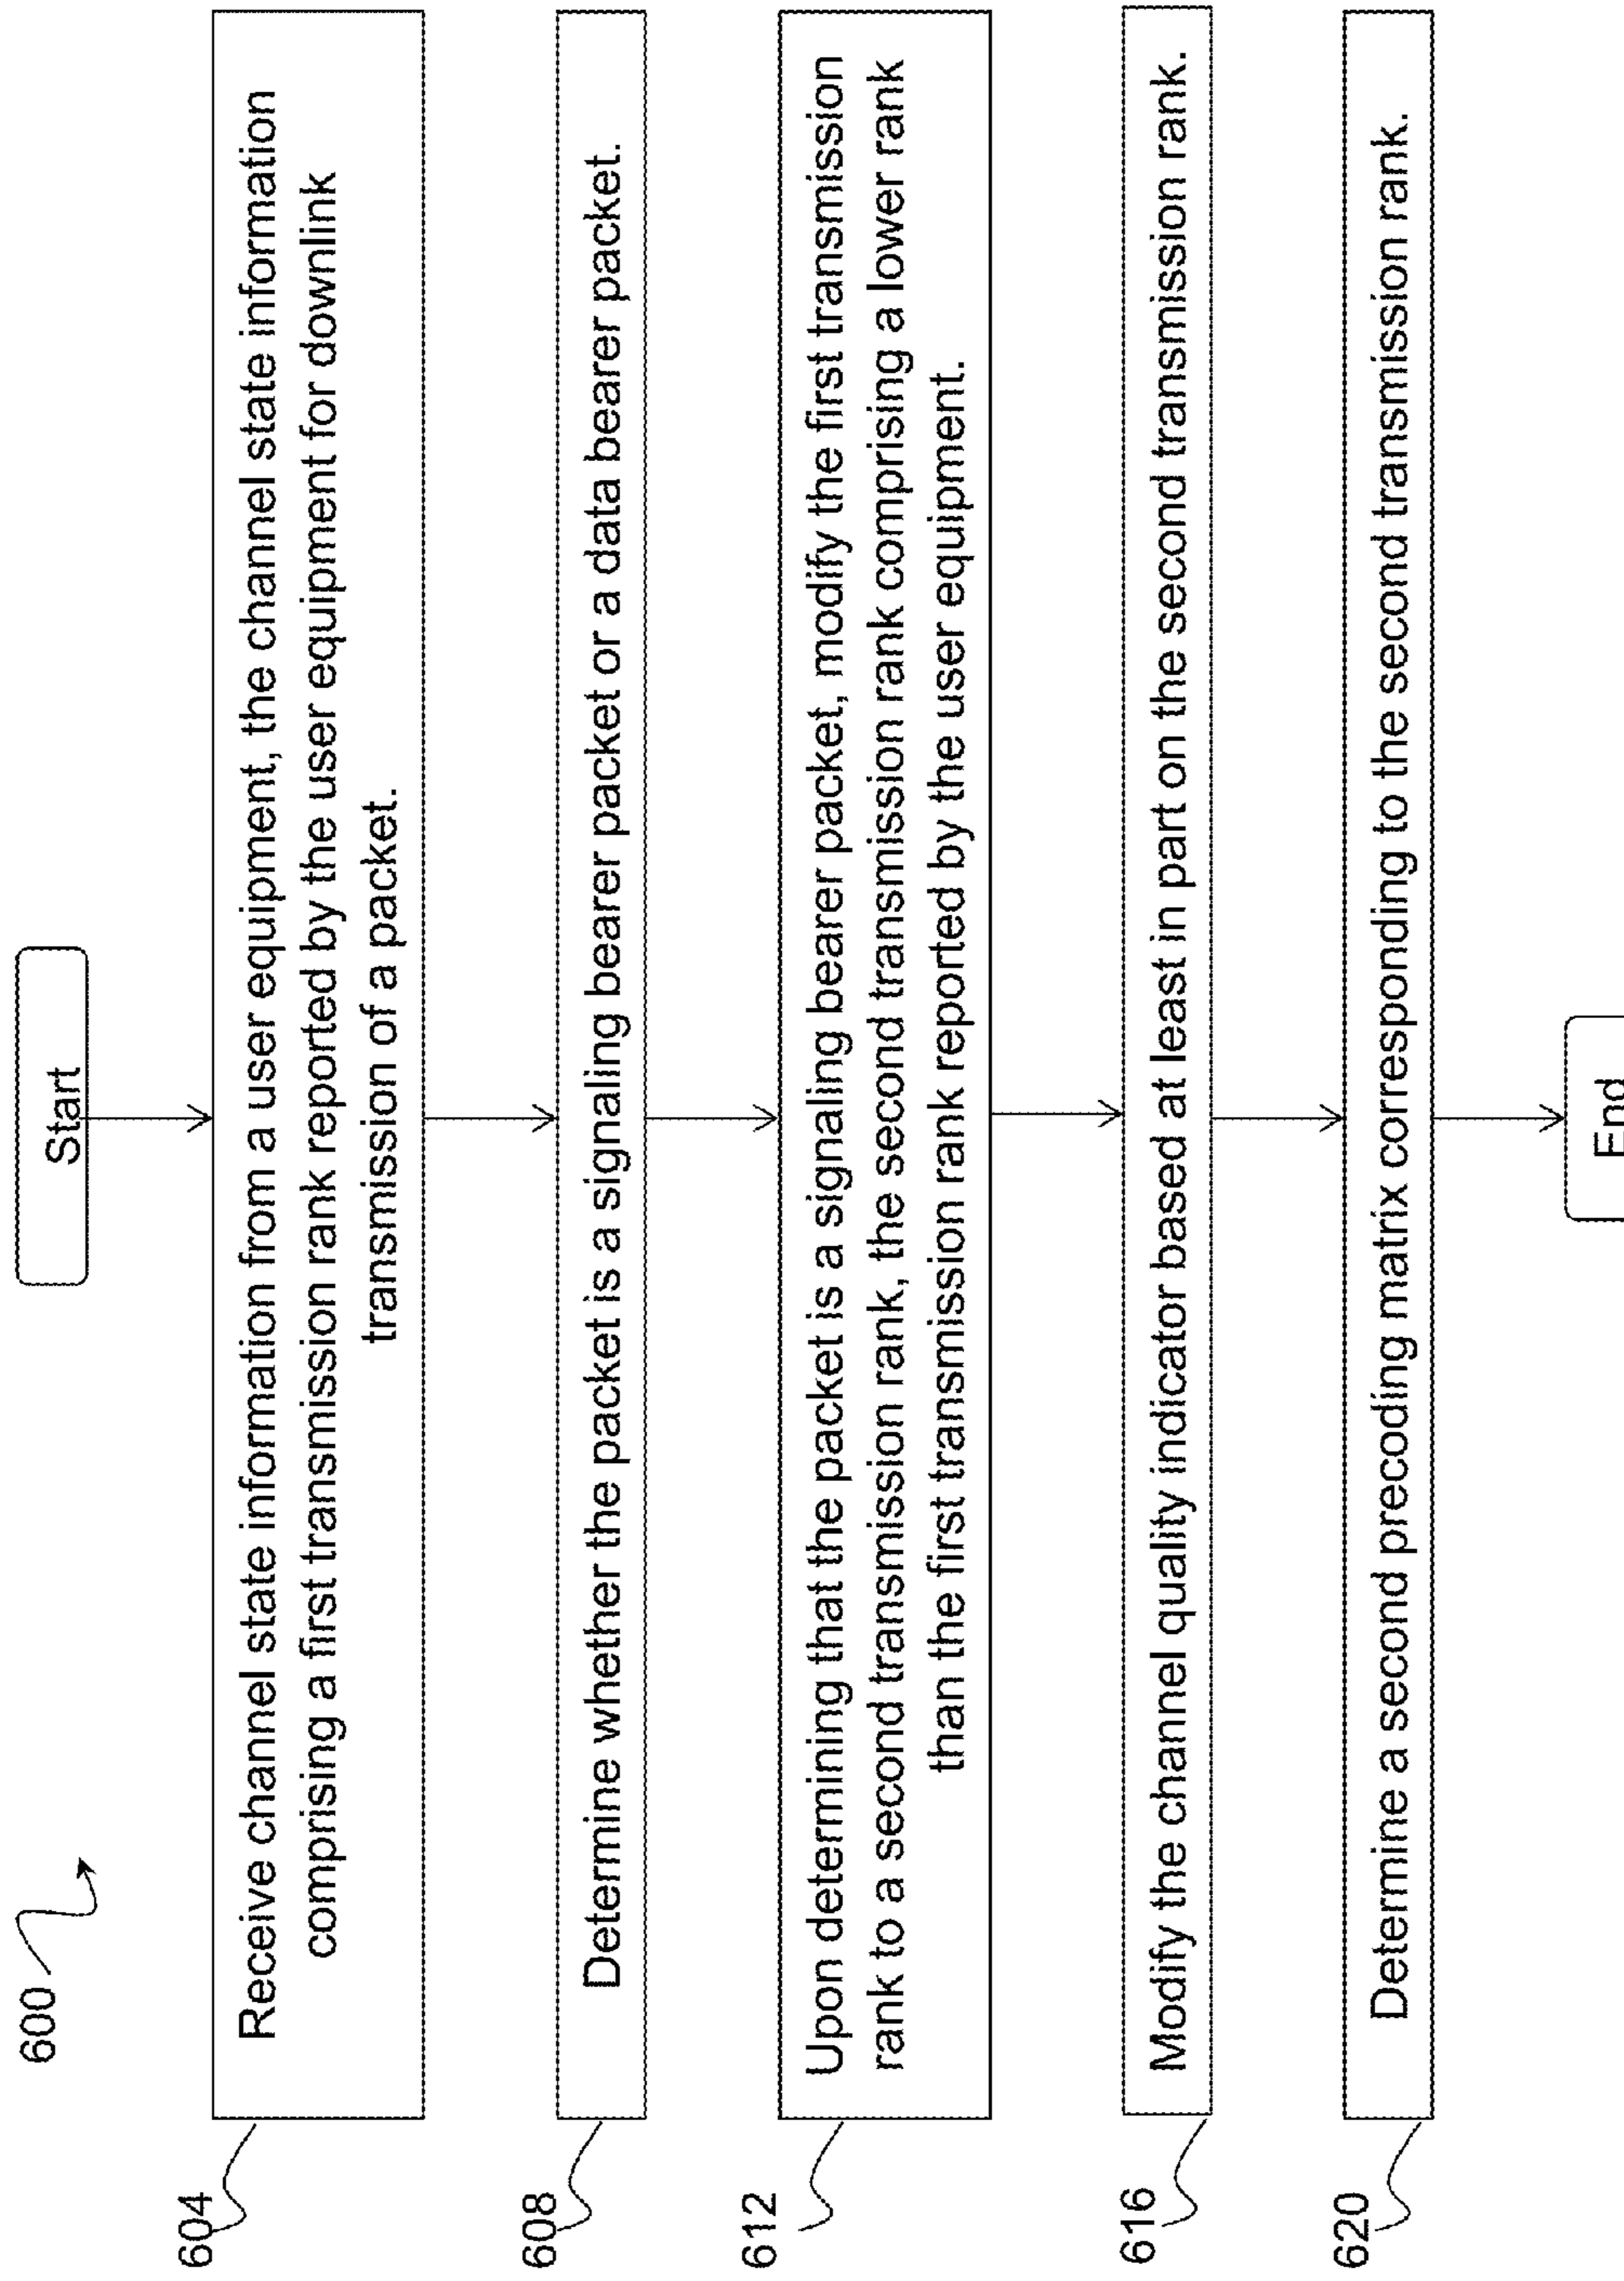 600
Start
604
Receive channel state information from a user equipment, the channel state information
comprising a first transmission rank reported by the user equipment for downlink
transmission of a packet.
608
Determine whether the packet is a signaling bearer packet or a data bearer packet.
612
Upon determining that the packet is a signaling bearer packet, modify the first transmission
rank to a second transmission rank, the second transmission rank comprising a lower rank
than the first transmission rank reported by the user equipment.
616
Modify the channel quality indicator based at least in part on the second transmission rank.
620
Determine a second precoding matrix corresponding to the second transmission rank.
End